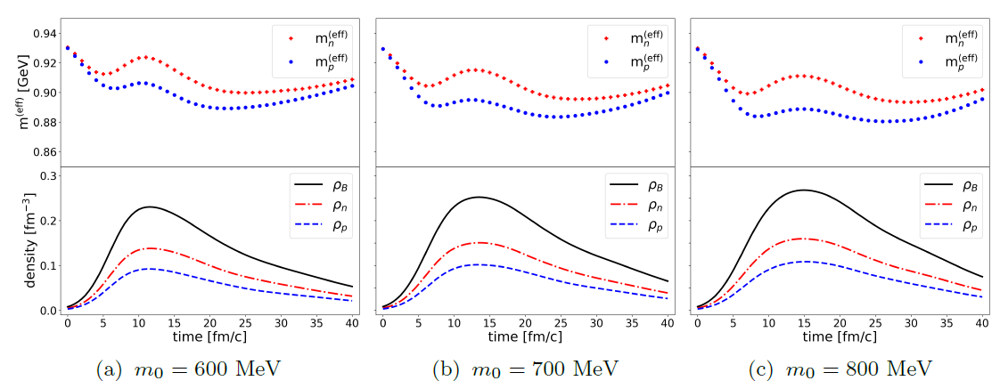 0.94
0.92
0.90
0.88
0.86
m^(eff) [GeV]
m_n^(eff)
m_p^(eff)
m_n^(eff)
m_p^(eff)
m_n^(eff)
m_p^(eff)
0.3
0.2
0.1
0.0
density [fm⁻³]
ρ_B
ρ_n
ρ_p
ρ_B
ρ_n
ρ_p
ρ_B
ρ_n
ρ_p
0 5 10 15 20 25 30 35 40
0 5 10 15 20 25 30 35 40
0 5 10 15 20 25 30 35 40
time [fm/c]
time [fm/c]
time [fm/c]
(a) m₀ = 600 MeV
(b) m₀ = 700 MeV
(c) m₀ = 800 MeV